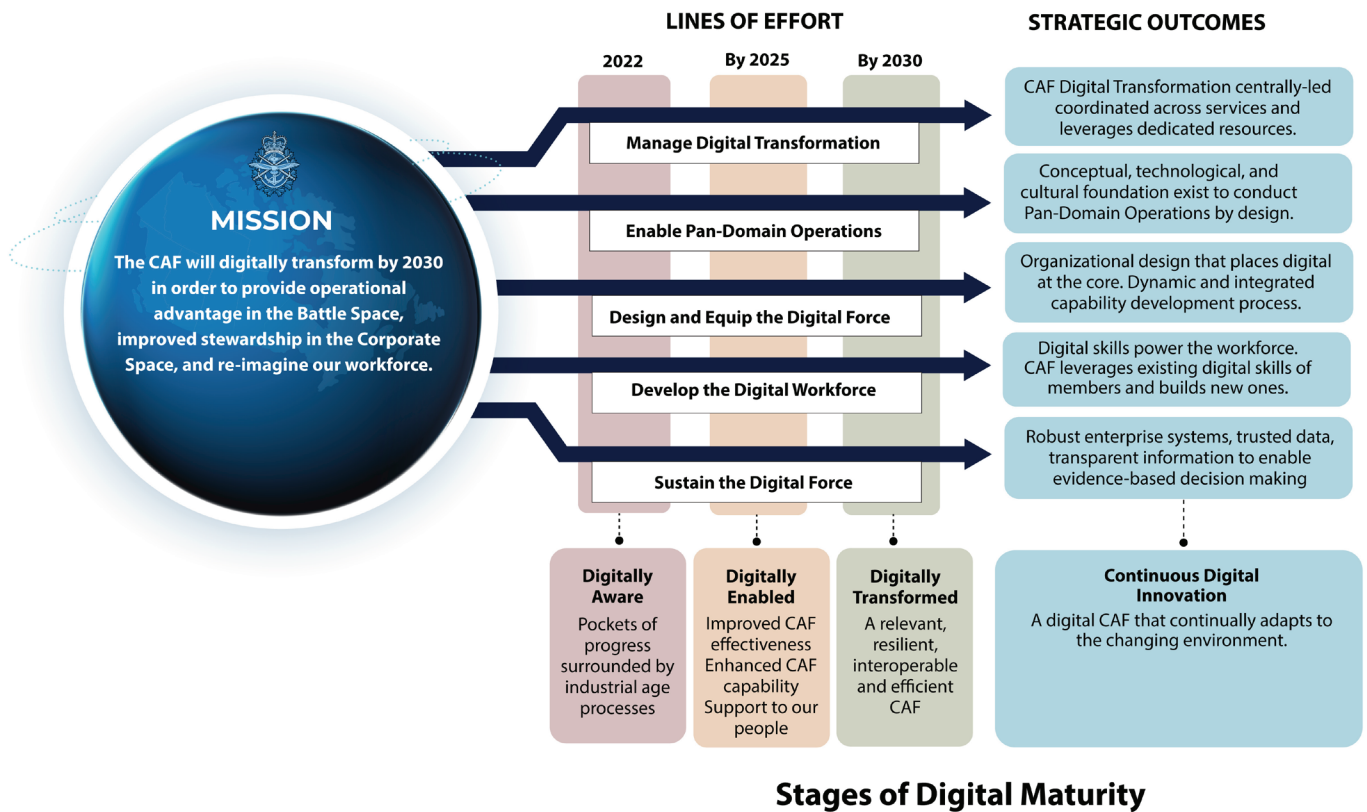 LINES OF EFFORT
STRATEGIC OUTCOMES
2022
By 2025
By 2030
MISSION
The CAF will digitally transform by 2030
in order to provide operational
advantage in the Battle Space,
improved stewardship in the Corporate
Space, and re-imagine our workforce.
Manage Digital Transformation
CAF Digital Transformation centrally-led
coordinated across services and
leverages dedicated resources.
Enable Pan-Domain Operations
Conceptual, technological, and
cultural foundation exist to conduct
Pan-Domain Operations by design.
Design and Equip the Digital Force
Organizational design that places digital
at the core. Dynamic and integrated
capability development process.
Develop the Digital Workforce
Digital skills power the workforce.
CAF leverages existing digital skills of
members and builds new ones.
Sustain the Digital Force
Robust enterprise systems, trusted data,
transparent information to enable
evidence-based decision making
Digitally
Aware
Pockets of
progress
surrounded by
industrial age
processes
Digitally
Enabled
Improved CAF
effectiveness
Enhanced CAF
capability
Support to our
people
Digitally
Transformed
A relevant,
resilient,
interoperable
and efficient
CAF
Continuous Digital
Innovation
A digital CAF that continually adapts to
the changing environment.
Stages of Digital Maturity